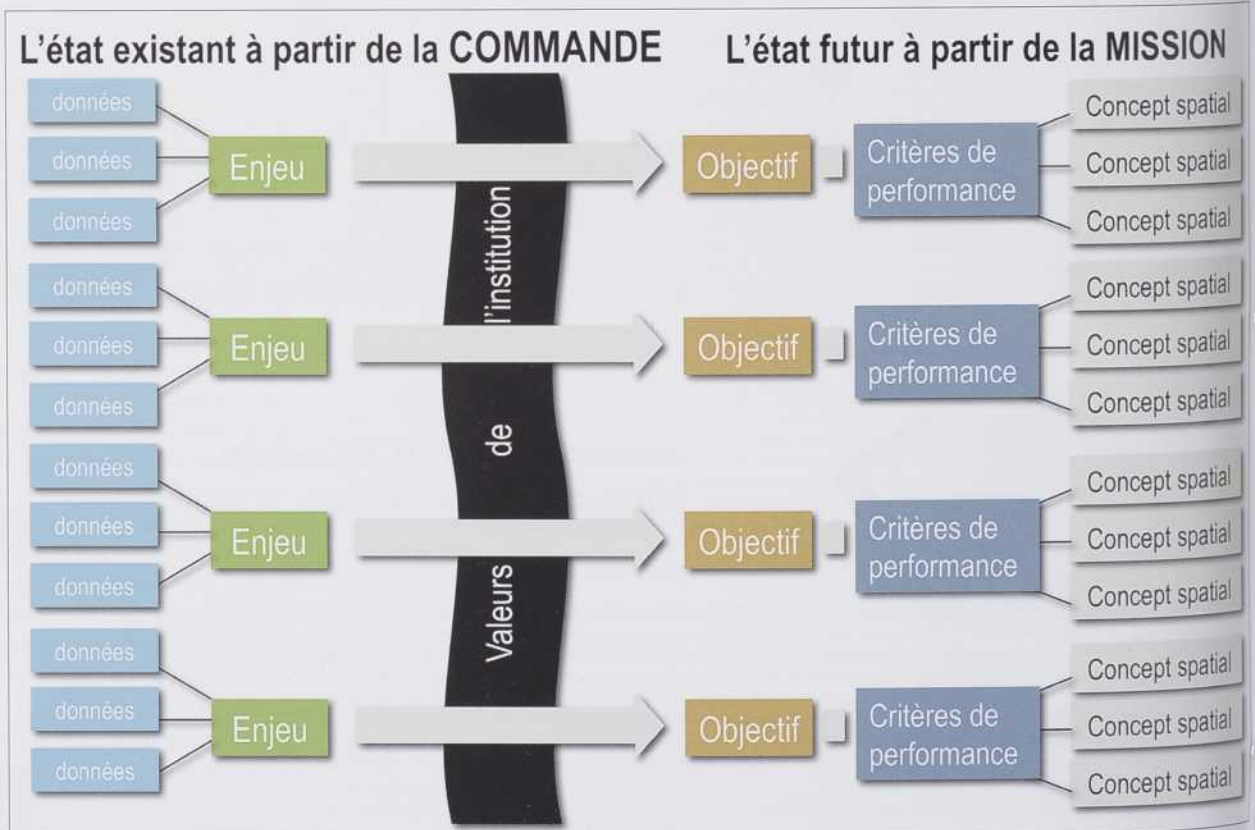 L'état existant à partir de la COMMANDE
L'état futur à partir de la MISSION
données
données
données
Enjeu
Objectif
Critères de
performance
Concept spatial
Concept spatial
Concept spatial
données
données
données
Enjeu
Objectif
Critères de
performance
Concept spatial
Concept spatial
Concept spatial
données
données
données
Enjeu
Objectif
Critères de
performance
Concept spatial
Concept spatial
Concept spatial
données
données
données
Enjeu
Objectif
Critères de
performance
Concept spatial
Concept spatial
Concept spatial
Valeurs de l'institution